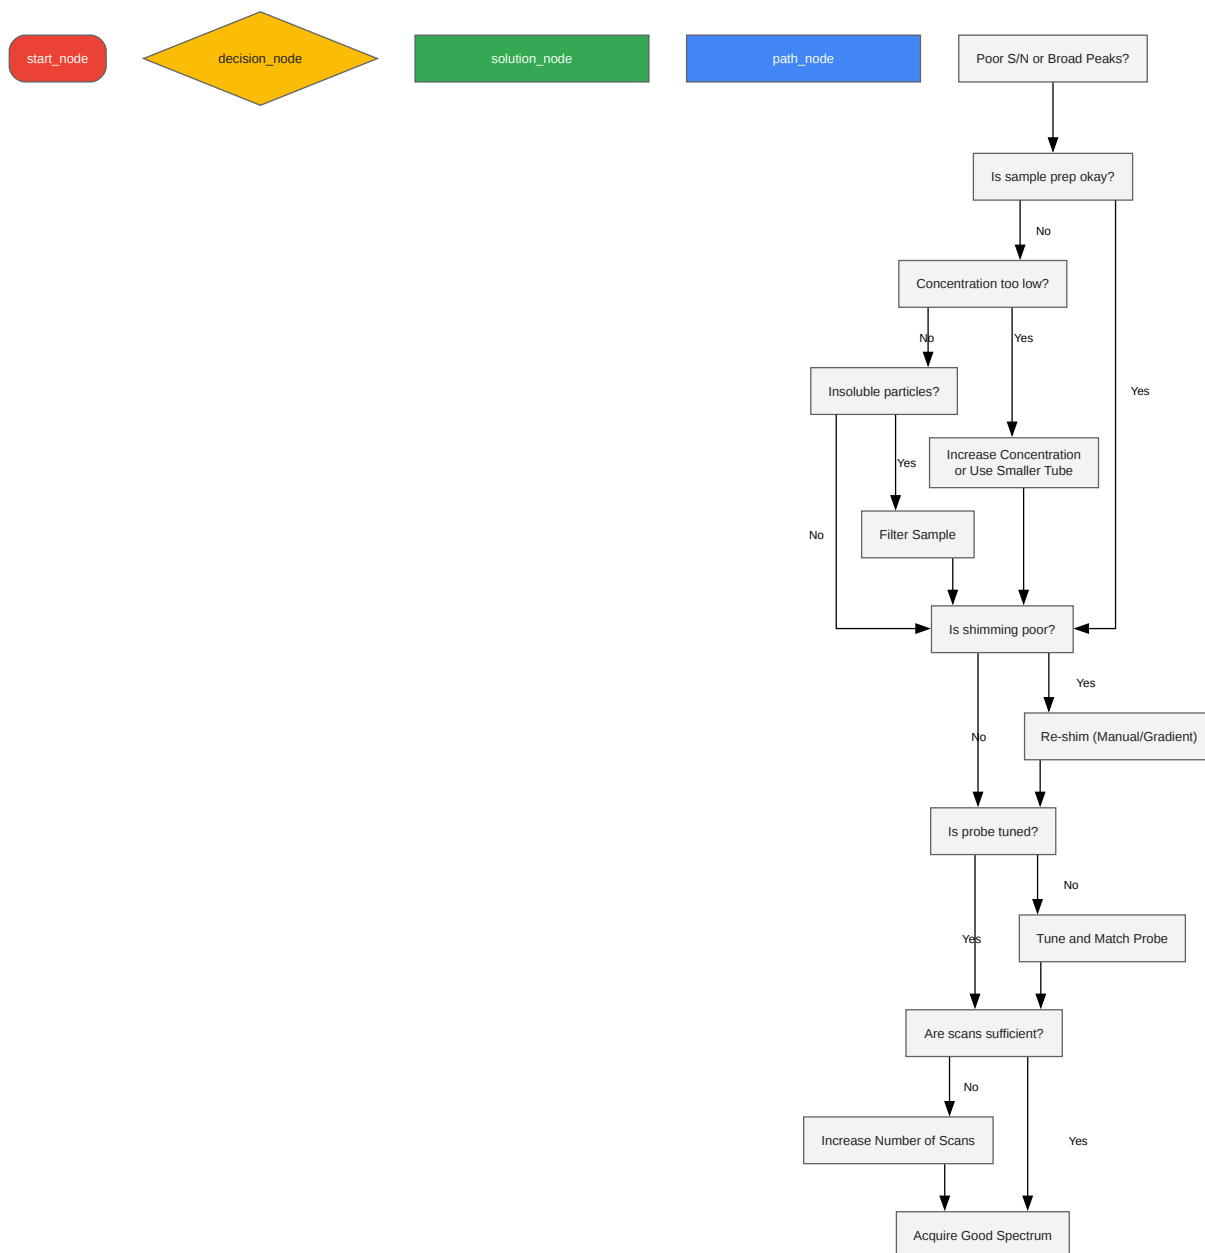 start_node
decision_node
solution_node
path_node
Poor S/N or Broad Peaks?
Is sample prep okay?
No
Concentration too low?
No
Yes
Insoluble particles?
Yes
Increase Concentration
or Use Smaller Tube
Yes
Filter Sample
No
Is shimming poor?
Yes
Re-shim (Manual/Gradient)
No
Is probe tuned?
No
Tune and Match Probe
Yes
Are scans sufficient?
No
Increase Number of Scans
Yes
Acquire Good Spectrum